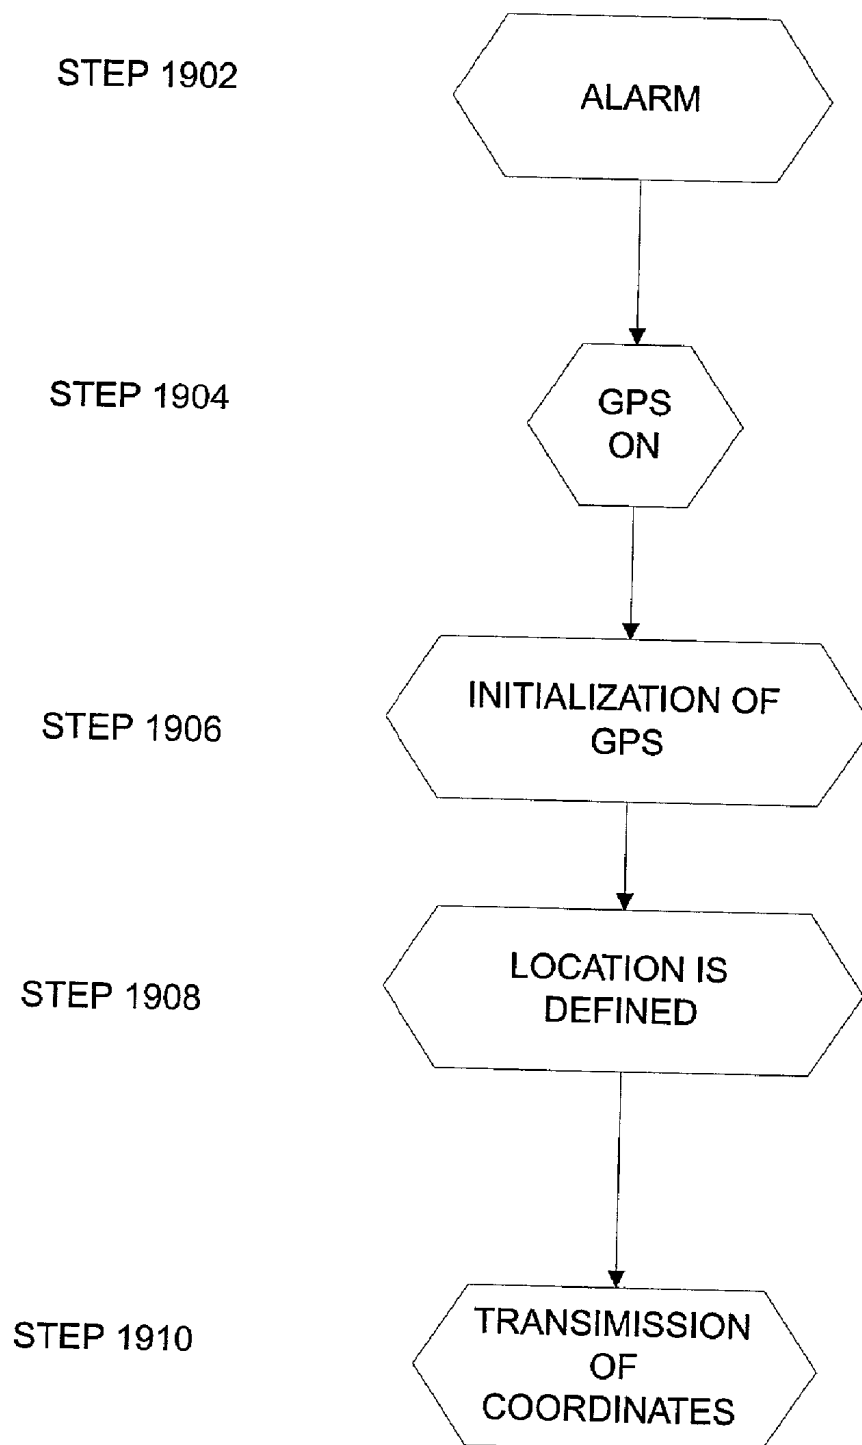 STEP 1902
ALARM
STEP 1904
GPS
ON
STEP 1906
INITIALIZATION OF
GPS
STEP 1908
LOCATION IS
DEFINED
STEP 1910
TRANSIMISSION
OF
COORDINATES